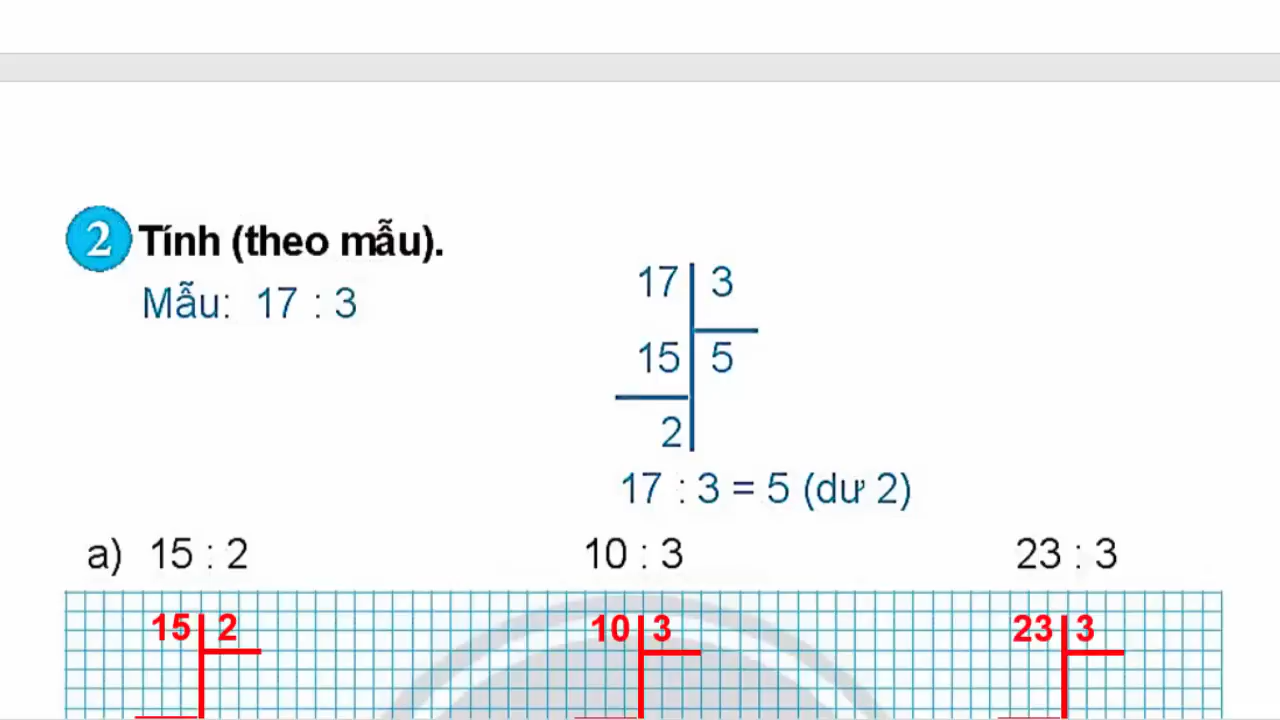 2 Tính (theo mẫu).
Mẫu: 17 : 3
17 3
15 5
2
17 : 3 = 5 (dư 2)
a) 15 : 2 10 : 3 23 : 3
15 2 10 3 23 3